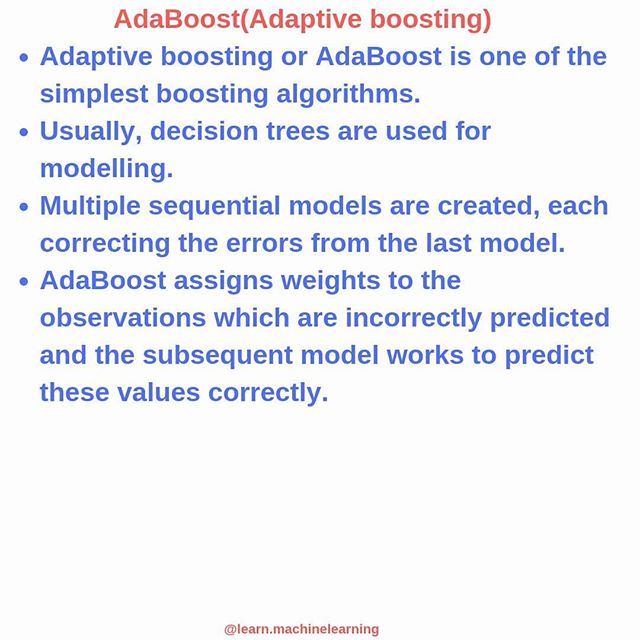 AdaBoost(Adaptive boosting)
• Adaptive boosting or AdaBoost is one of the
simplest boosting algorithms.
• Usually, decision trees are used for
modelling.
• Multiple sequential models are created, each
correcting the errors from the last model.
• AdaBoost assigns weights to the
observations which are incorrectly predicted
and the subsequent model works to predict
these values correctly.
@learn.machinelearning